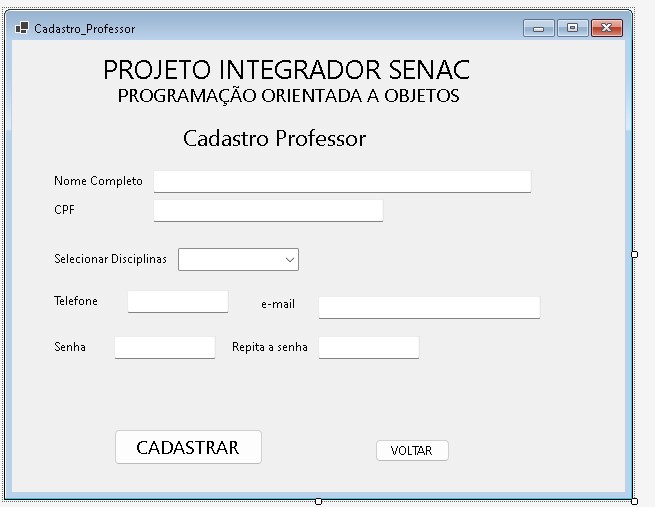 Cadastro_Professor
PROJETO INTEGRADOR SENAC
PROGRAMAÇÃO ORIENTADA A OBJETOS
Cadastro Professor
Nome Completo
CPF
Selecionar Disciplinas
Telefone e-mail
Senha Repita a senha
CADASTRAR VOLTAR